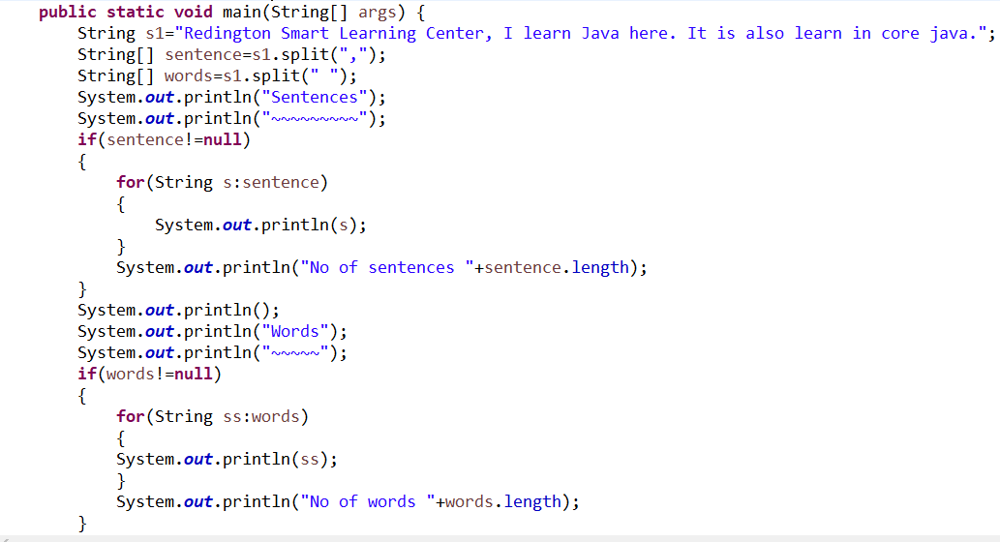 public static void main(String[] args) {
String s1="Redington Smart Learning Center, I learn Java here. It is also learn in core java.";
String[] sentence=s1.split(",");
String[] words=s1.split(" ");
System.out.println("Sentences");
System.out.println("~~~~~~~~~");
if(sentence!=null)
{
for(String s:sentence)
{
System.out.println(s);
}
System.out.println("No of sentences "+sentence.length);
}
System.out.println();
System.out.println("Words");
System.out.println("~~~~~");
if(words!=null)
{
for(String ss:words)
{
System.out.println(ss);
}
System.out.println("No of words "+words.length);
}